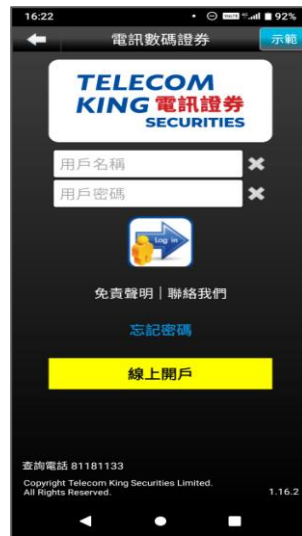 16:22
92%
電訊數碼證券
示範
TELECOM
KING 電訊證券
SECURITIES
用戶名稱
用戶密碼
Log in
免責聲明 | 聯絡我們
忘記密碼
線上開戶
查詢電話 81181133
Copyright Telecom King Securities Limited.
All Rights Reserved.
1.16.2